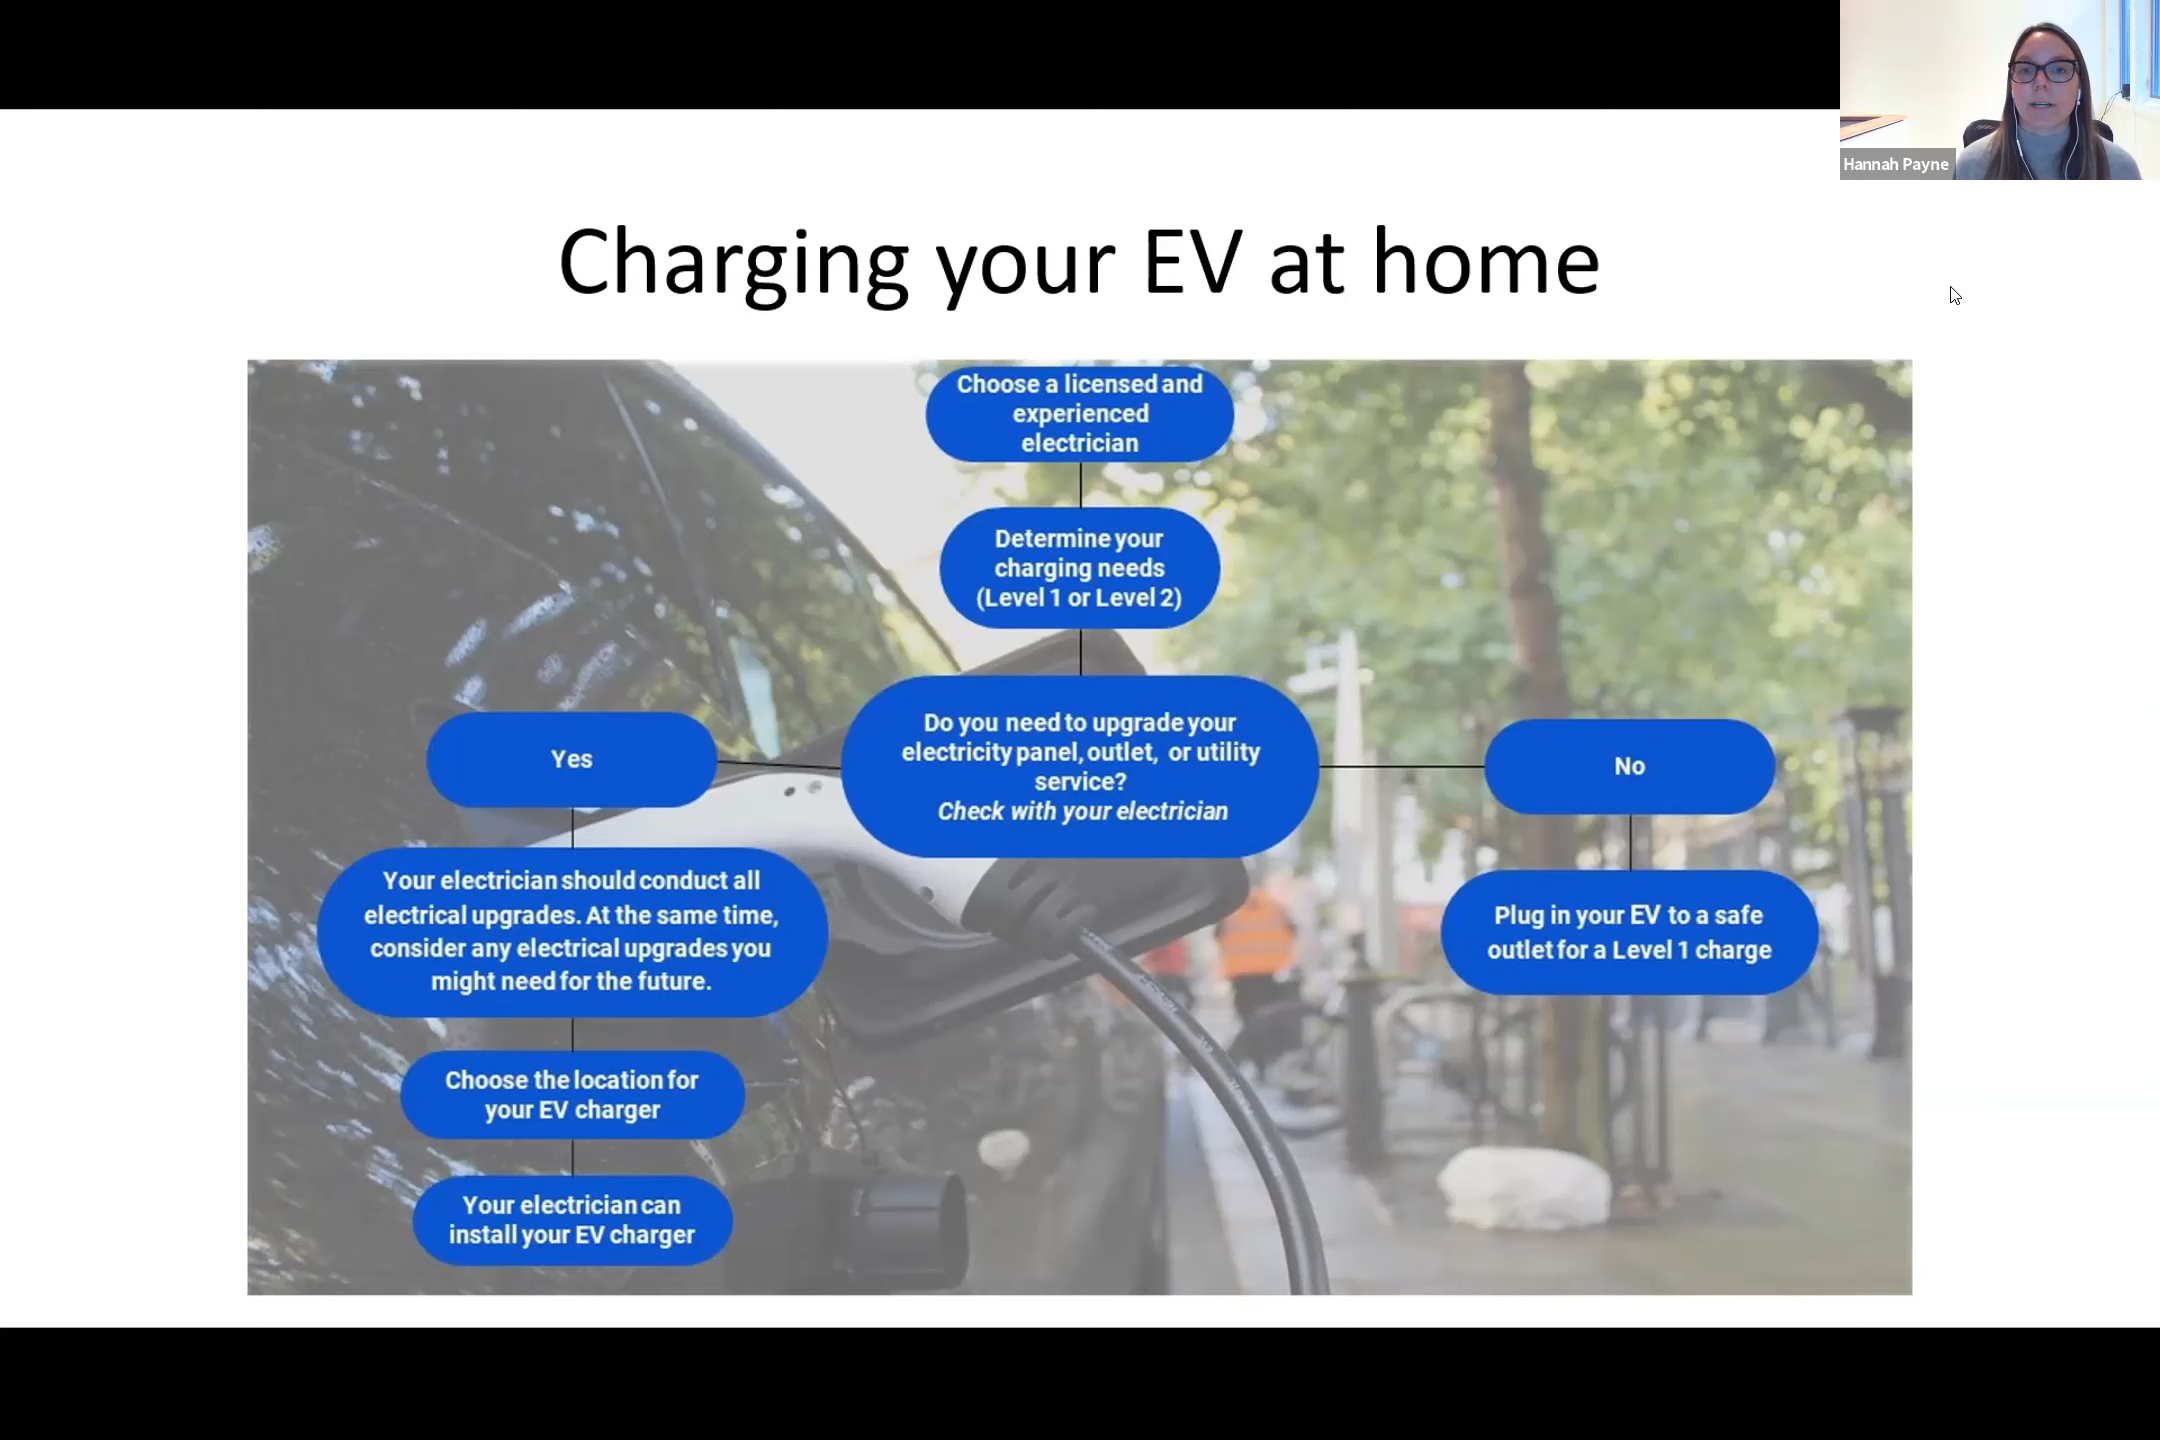 Hannah Payne
Charging your EV at home
Choose a licensed and
experienced
electrician
Determine your
charging needs
(Level 1 or Level 2)
Do you need to upgrade your
electricity panel, outlet, or utility
service?
Check with your electrician
Yes
Your electrician should conduct all
electrical upgrades. At the same time,
consider any electrical upgrades you
might need for the future.
Choose the location for
your EV charger
Your electrician can
install your EV charger
No
Plug in your EV to a safe
outlet for a Level 1 charge